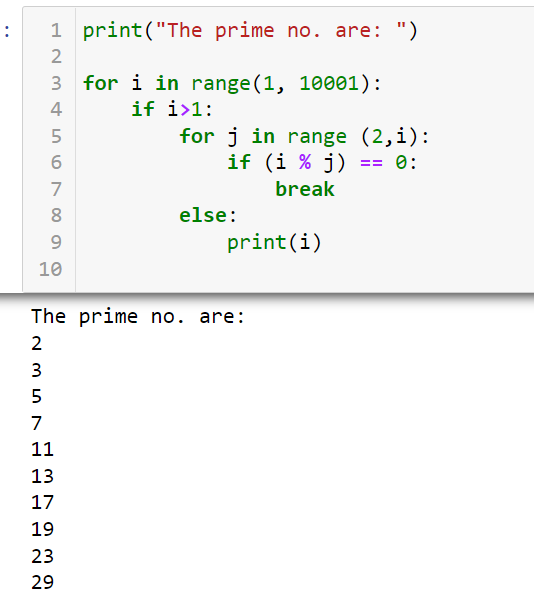 :
1 print("The prime no. are: ")
2
3 for i in range(1, 10001):
4     if i>1:
5         for j in range (2,i):
6             if (i % j) == 0:
7                 break
8         else:
9             print(i)
10
The prime no. are:
2
3
5
7
11
13
17
19
23
29